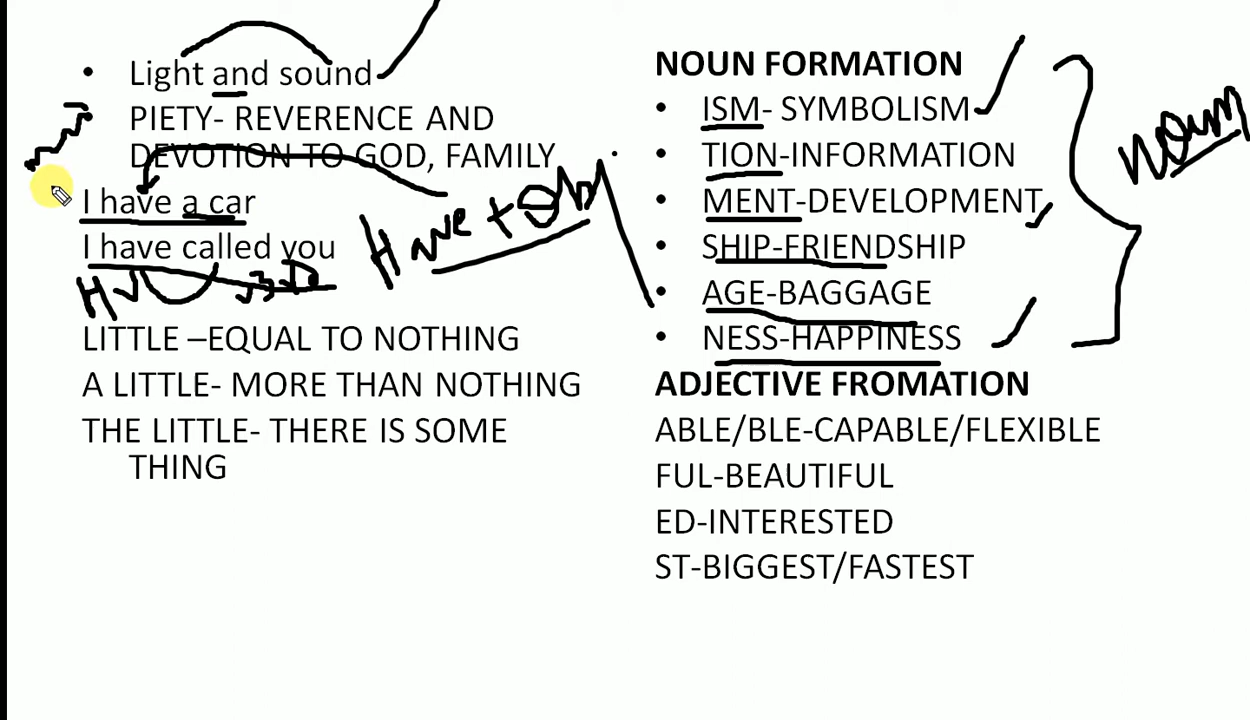 • Light and sound
PIETY- REVERENCE AND
DEVOTION TO GOD, FAMILY
I have a car
I have called you
Have + obj
H V
V3
LITTLE –EQUAL TO NOTHING
A LITTLE- MORE THAN NOTHING
THE LITTLE- THERE IS SOME
THING
NOUN FORMATION
• ISM- SYMBOLISM
• TION-INFORMATION
• MENT-DEVELOPMENT
• SHIP-FRIENDSHIP
• AGE-BAGGAGE
• NESS-HAPPINESS
Noun
ADJECTIVE FROMATION
ABLE/BLE-CAPABLE/FLEXIBLE
FUL-BEAUTIFUL
ED-INTERESTED
ST-BIGGEST/FASTEST